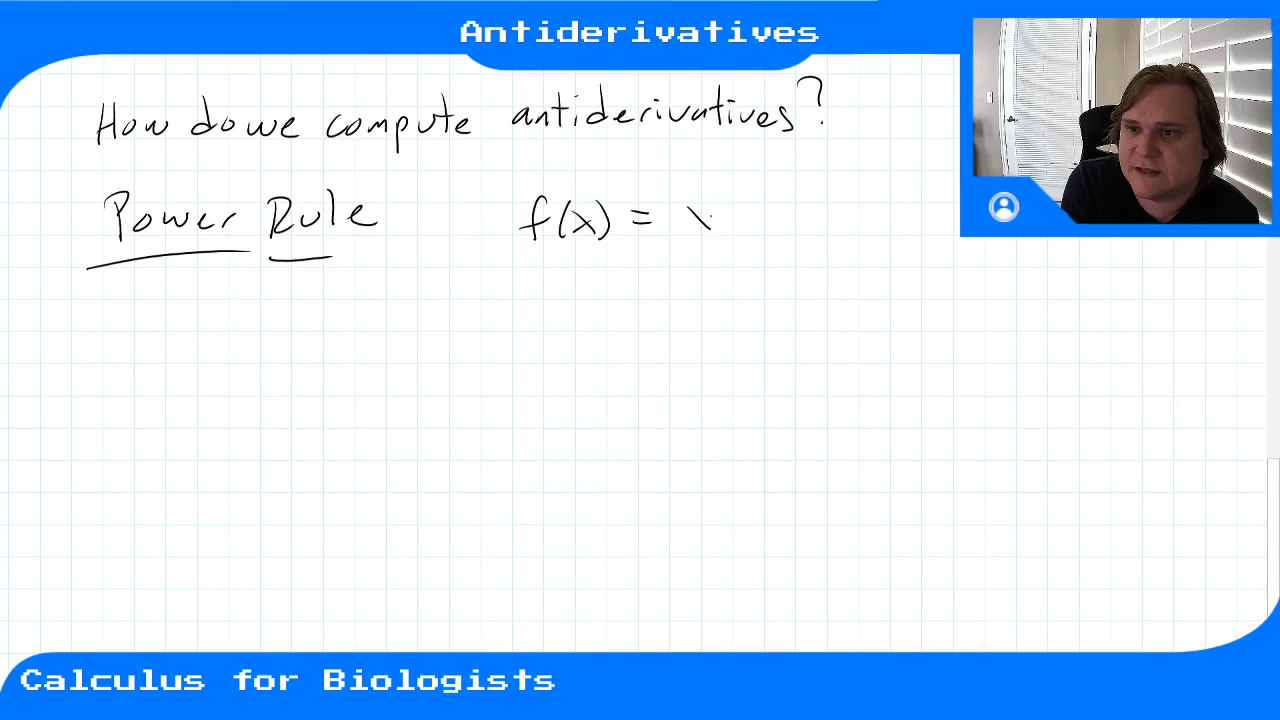 Antiderivatives
How do we compute antiderivatives?
Power Rule f(x) = \
Calculus for Biologists